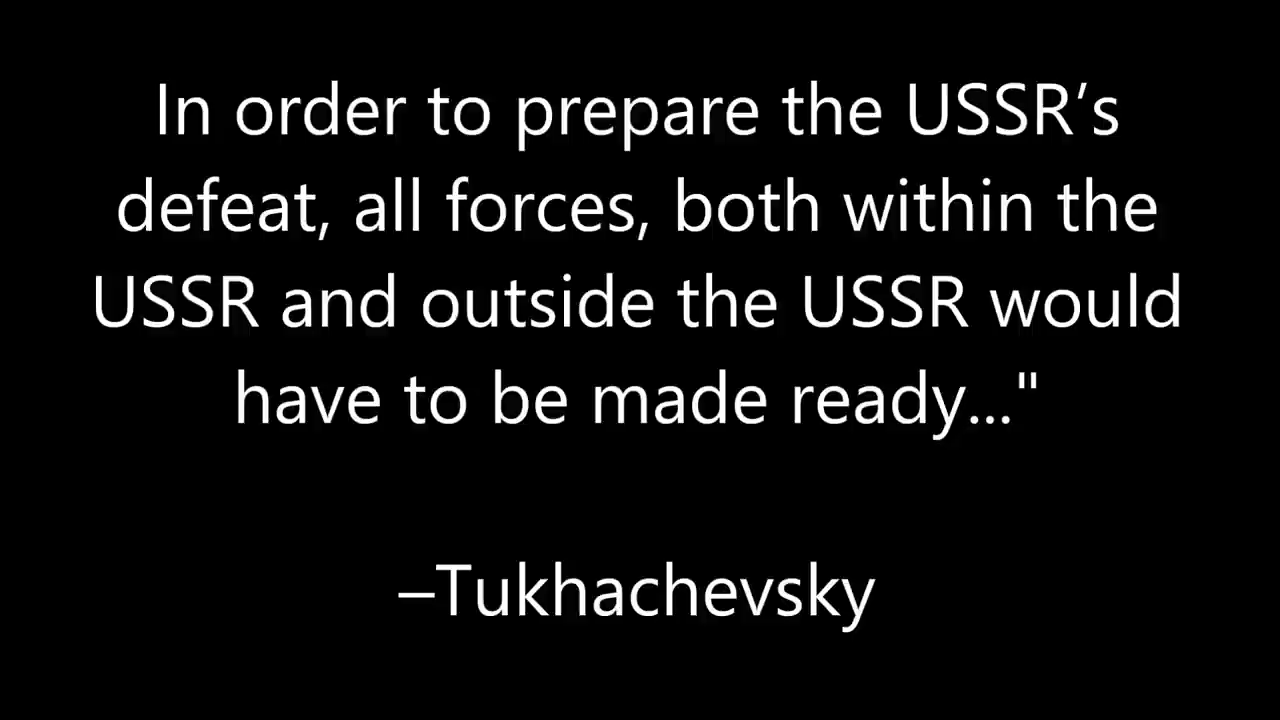 In order to prepare the USSR’s
defeat, all forces, both within the
USSR and outside the USSR would
have to be made ready..."
–Tukhachevsky